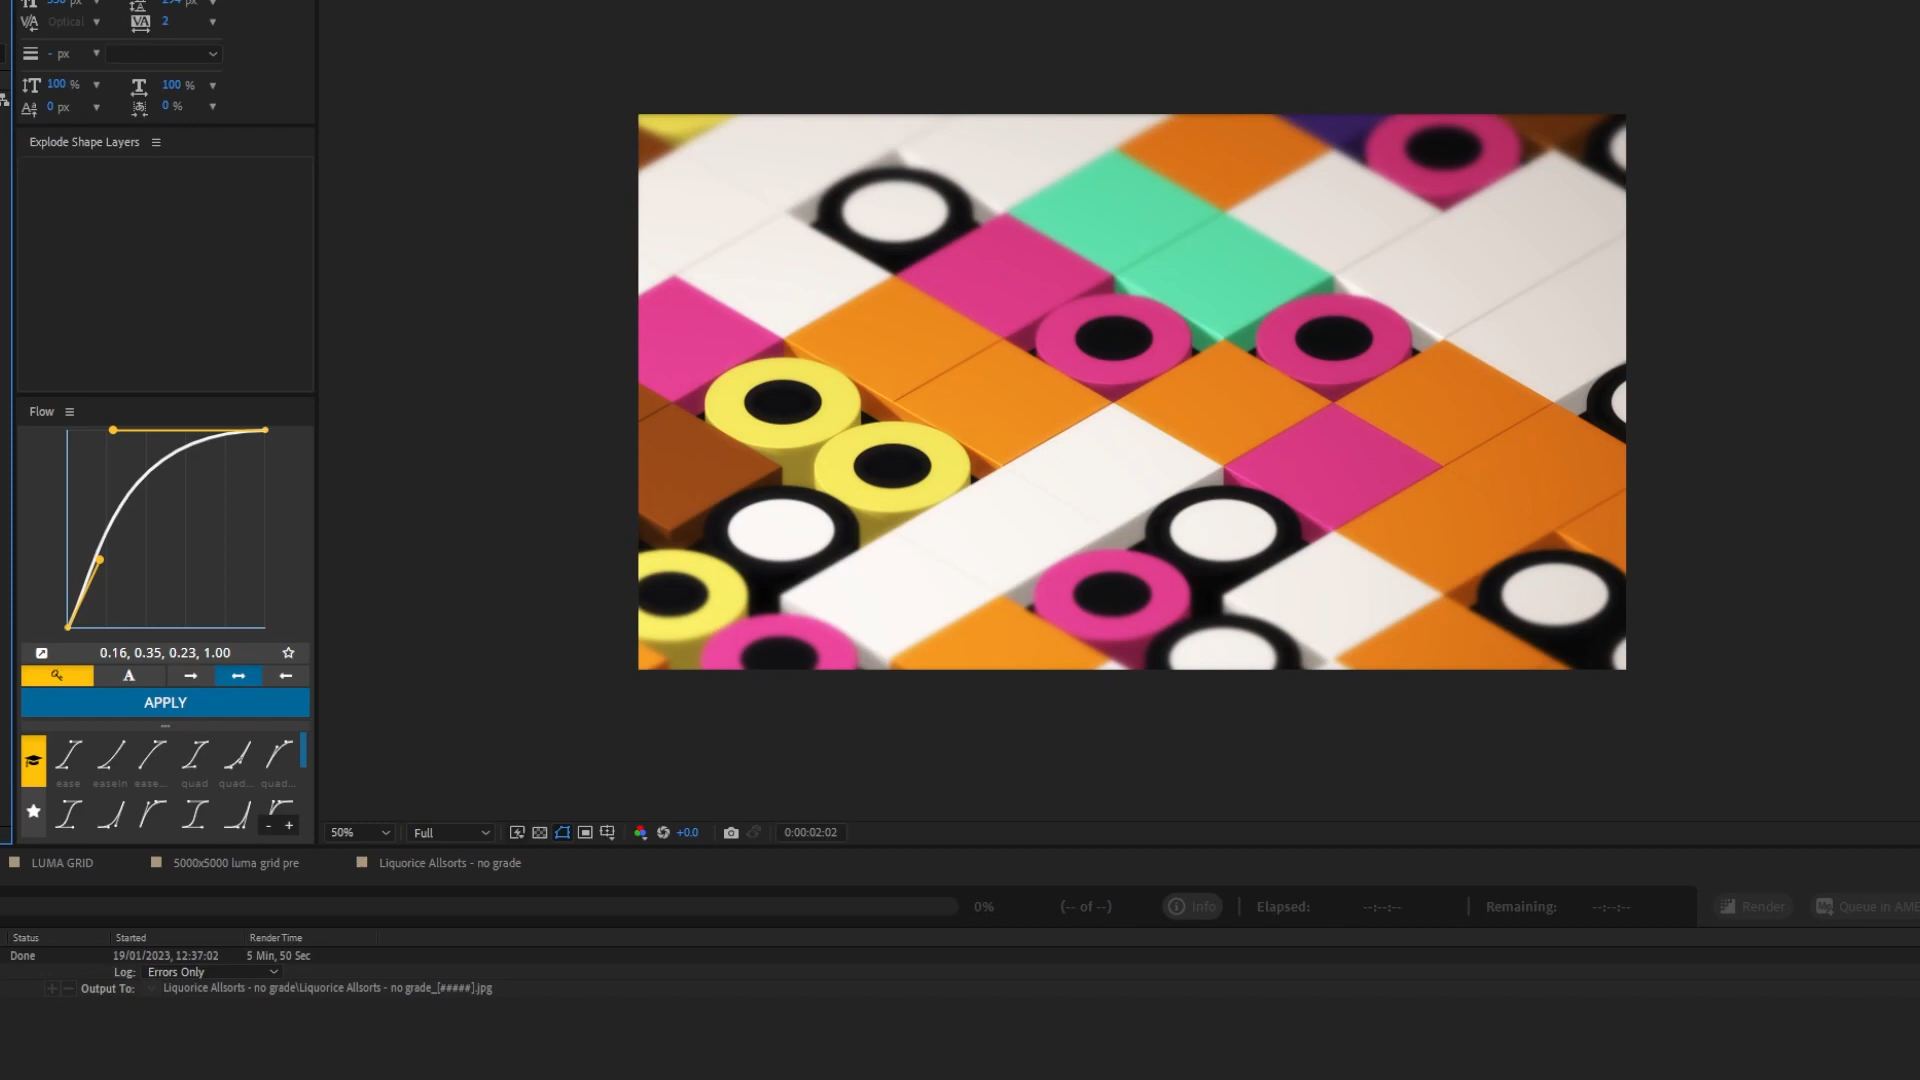 Optical 2
- px
100 % 100 %
0 px 0 %
Explode Shape Layers
Flow
0.16, 0.35, 0.23, 1.00
A
APPLY
ease easein ease... quad quad... quad...
- +
50% Full +0.0 0:00:02:02
LUMA GRID 5000x5000 luma grid pre Liquorice Allsorts - no grade
0% (-- of --) Info Elapsed: --:--:-- Remaining: --:--:-- Render Queue in AME
Status Started Render Time
Done 19/01/2023, 12:37:02 5 Min, 50 Sec
Log: Errors Only
Output To: Liquorice Allsorts - no grade\Liquorice Allsorts - no grade_[#####].jpg